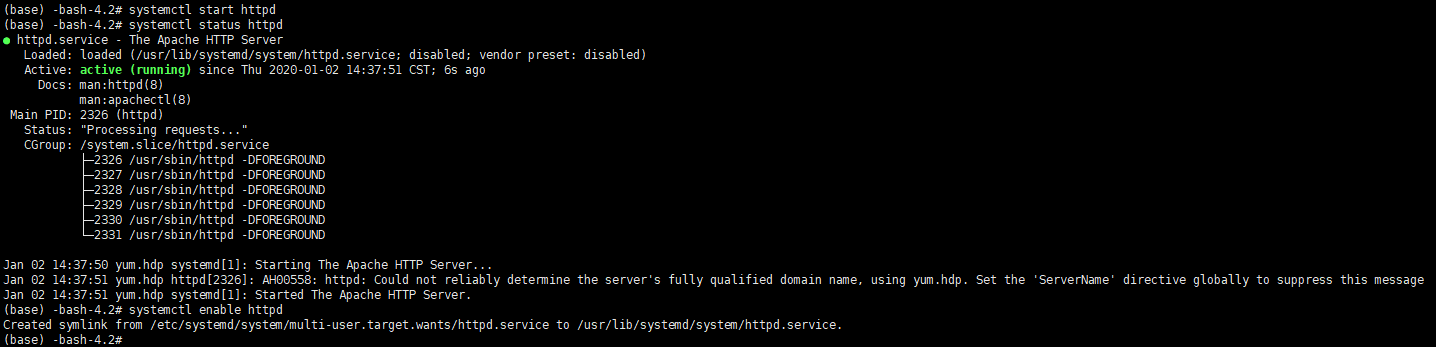 (base) -bash-4.2# systemctl start httpd
(base) -bash-4.2# systemctl status httpd
● httpd.service - The Apache HTTP Server
   Loaded: loaded (/usr/lib/systemd/system/httpd.service; disabled; vendor preset: disabled)
   Active: active (running) since Thu 2020-01-02 14:37:51 CST; 6s ago
     Docs: man:httpd(8)
           man:apachectl(8)
 Main PID: 2326 (httpd)
   Status: "Processing requests..."
   CGroup: /system.slice/httpd.service
           ├─2326 /usr/sbin/httpd -DFOREGROUND
           ├─2327 /usr/sbin/httpd -DFOREGROUND
           ├─2328 /usr/sbin/httpd -DFOREGROUND
           ├─2329 /usr/sbin/httpd -DFOREGROUND
           ├─2330 /usr/sbin/httpd -DFOREGROUND
           └─2331 /usr/sbin/httpd -DFOREGROUND

Jan 02 14:37:50 yum.hdp systemd[1]: Starting The Apache HTTP Server...
Jan 02 14:37:51 yum.hdp httpd[2326]: AH00558: httpd: Could not reliably determine the server's fully qualified domain name, using yum.hdp. Set the 'ServerName' directive globally to suppress this message
Jan 02 14:37:51 yum.hdp systemd[1]: Started The Apache HTTP Server.
(base) -bash-4.2# systemctl enable httpd
Created symlink from /etc/systemd/system/multi-user.target.wants/httpd.service to /usr/lib/systemd/system/httpd.service.
(base) -bash-4.2#